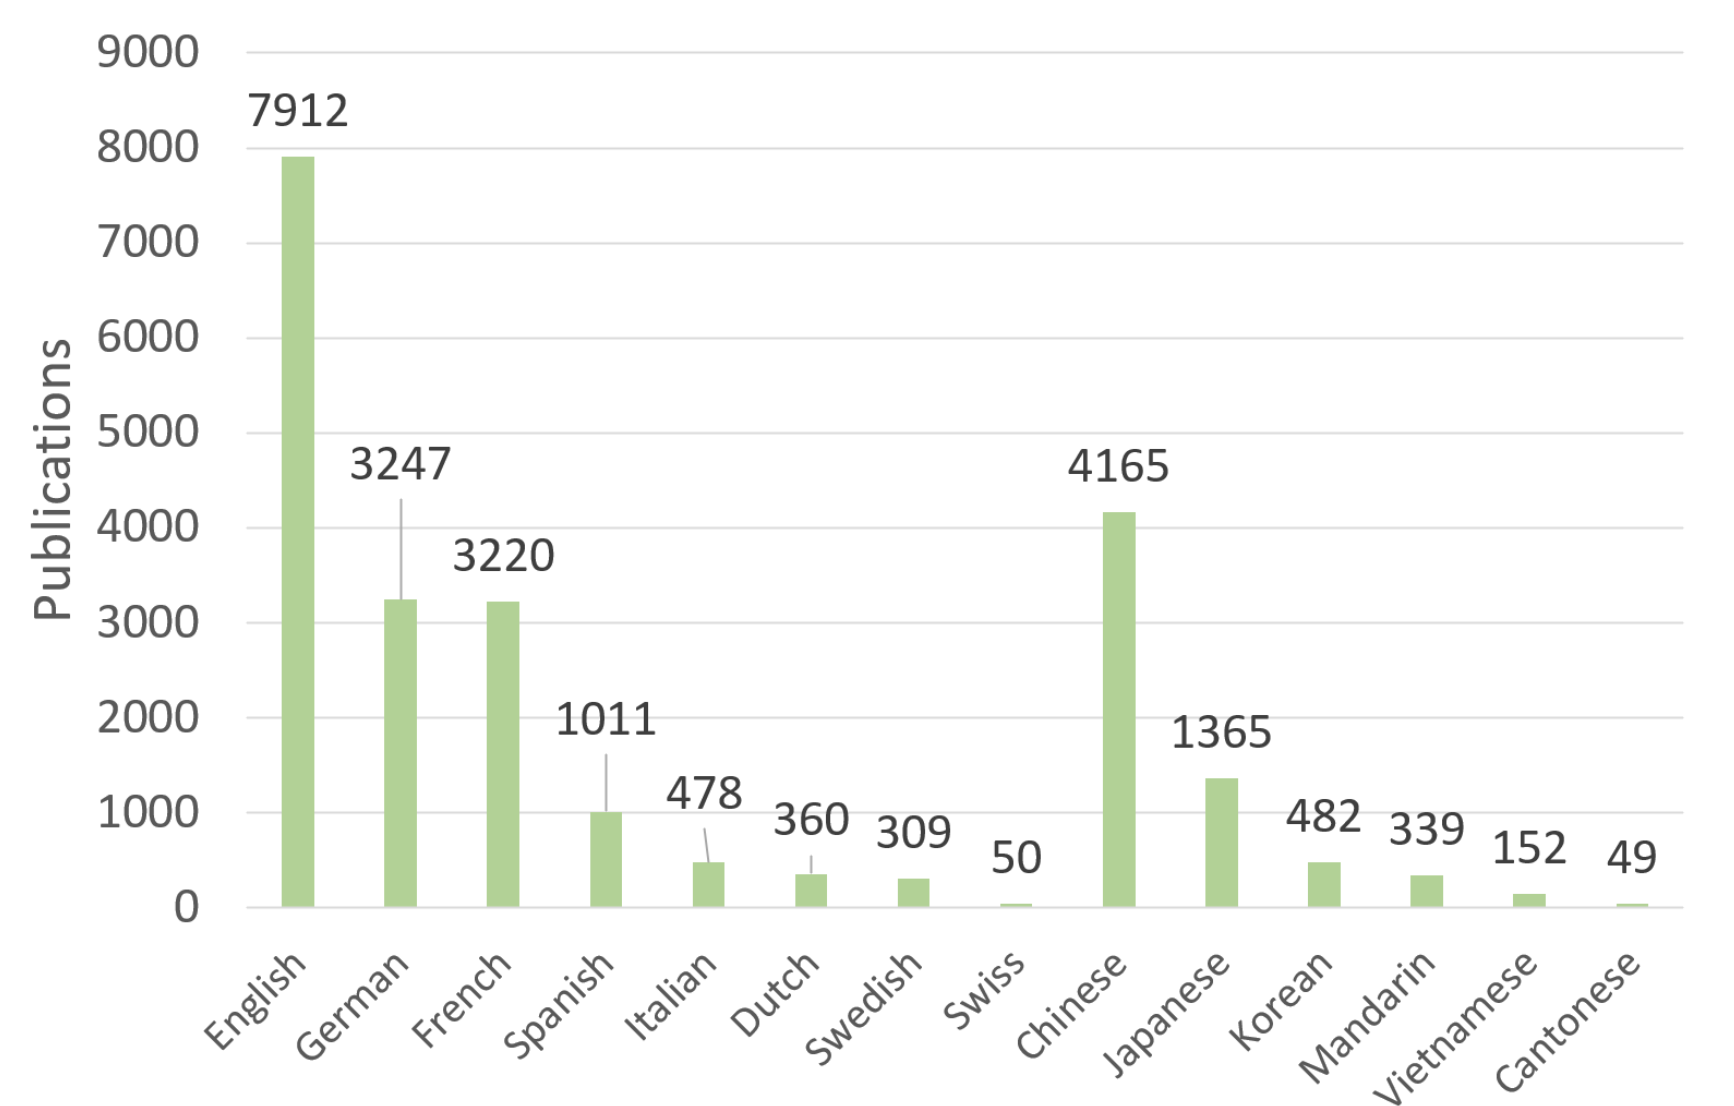 Publications
9000
8000
7000
6000
5000
4000
3000
2000
1000
0
7912
3247
3220
1011
478
360
309
50
4165
1365
482
339
152
49
English
German
French
Spanish
Italian
Dutch
Swedish
Swiss
Chinese
Japanese
Korean
Mandarin
Vietnamese
Cantonese